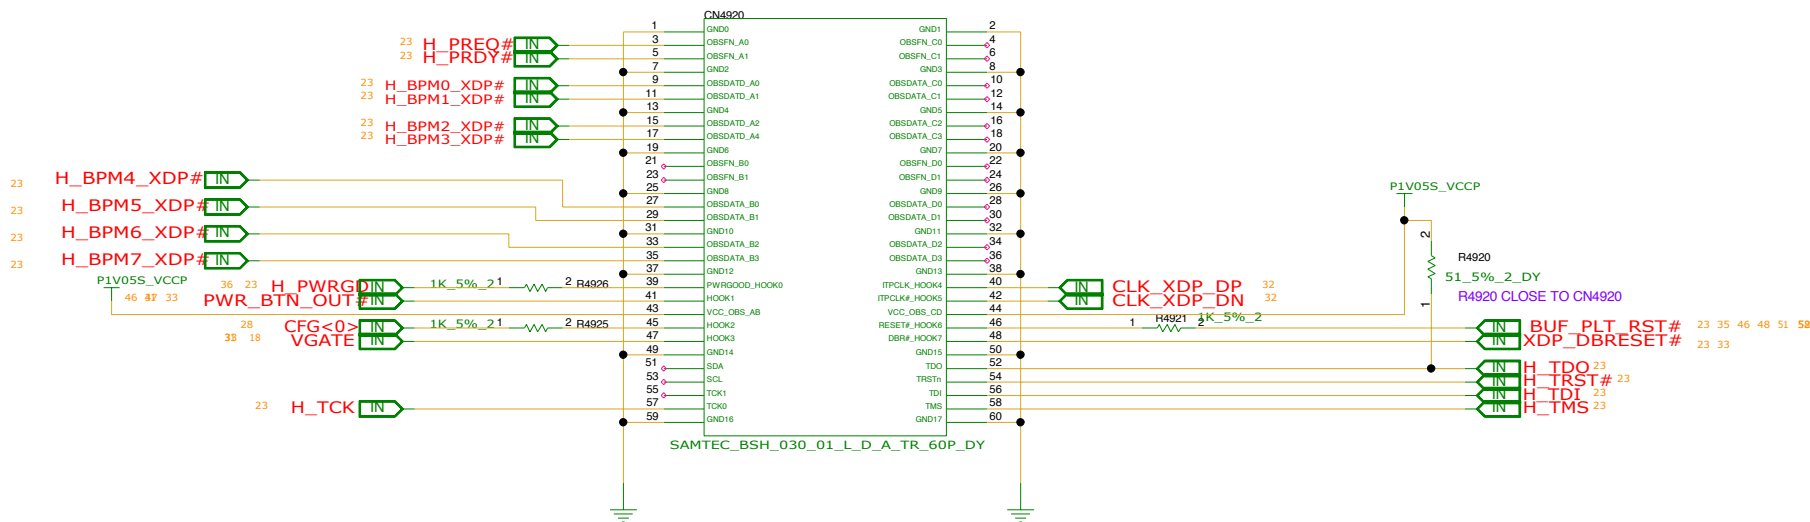 CN4920
1 GND0 GND1 2
23 H_PREQ# IN 3 OBSFN_A0 OBSFN_C0 4
23 H_PRDY# IN 5 OBSFN_A1 OBSFN_C1 6
7 GND2 GND3 8
23 H_BPM0_XDP# IN 9 OBSDATD_A0 OBSDATA_C0 10
23 H_BPM1_XDP# IN 11 OBSDATD_A1 OBSDATA_C1 12
13 GND4 GND5 14
23 H_BPM2_XDP# IN 15 OBSDATD_A2 OBSDATA_C2 16
23 H_BPM3_XDP# IN 17 OBSDATD_A4 OBSDATA_C3 18
19 GND6 GND7 20
21 OBSFN_B0 OBSFN_D0 22
23 H_BPM4_XDP# IN 23 OBSFN_B1 OBSFN_D1 24
25 GND8 GND9 26
P1V05S_VCCP
23 H_BPM5_XDP# IN 27 OBSDATA_B0 OBSDATA_D0 28
29 OBSDATA_B1 OBSDATA_D1 30
23 H_BPM6_XDP# IN 31 GND10 GND11 32
2
33 OBSDATA_B2 OBSDATA_D2 34
23 H_BPM7_XDP# IN 35 OBSDATA_B3 OBSDATA_D3 36
R4920
37 GND12 GND13 38
51_5%_2_DY
P1V05S_VCCP
36 23 H_PWRGD IN 1K_5%_2 1 2 R4926 39 PWRGOOD_HOOK0 ITPCLK_HOOK4 40 IN CLK_XDP_DP 32
46 33
PWR_BTN_OUT# IN 41 HOOK1 ITPCLK#_HOOK5 42 IN CLK_XDP_DN 32
R4920 CLOSE TO CN4920
1
43 VCC_OBS_AB VCC_OBS_CD 44
28 CFG<0> IN 1K_5%_2 1 2 R4925 45 HOOK2 RESET#_HOOK6 46 1 R4921 2 1K_5%_2 IN BUF_PLT_RST# 23 35 46 48 51
18 VGATE IN 47 HOOK3 DBR#_HOOK7 48 IN XDP_DBRESET# 23 33
49 GND14 GND15 50
51 SDA TDO 52 IN H_TDO 23
53 SCL TRSTn 54 IN H_TRST# 23
55 TCK1 TDI 56 IN H_TDI 23
23 H_TCK IN 57 TCK0 TMS 58 IN H_TMS 23
59 GND16 GND17 60
SAMTEC_BSH_030_01_L_D_A_TR_60P_DY